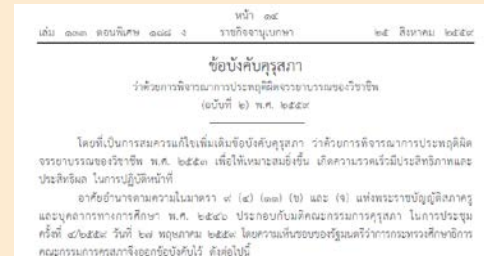 หน้า ๑๔
เล่ม ๑๓๓ ตอนพิเศษ ๑๘๘ ง ราชกิจจานุเบกษา ๒๕ สิงหาคม ๒๕๕๙
ข้อบังคับคุรุสภา
ว่าด้วยการพิจารณาการประพฤติผิดจรรยาบรรณของวิชาชีพ
(ฉบับที่ ๒) พ.ศ. ๒๕๕๙
โดยที่เป็นการสมควรแก้ไขเพิ่มเติมข้อบังคับคุรุสภา ว่าด้วยการพิจารณาการประพฤติผิด
จรรยาบรรณของวิชาชีพ พ.ศ. ๒๕๕๓ เพื่อให้เหมาะสมยิ่งขึ้น เกิดความรวดเร็วมีประสิทธิภาพและ
ประสิทธิผล ในการปฏิบัติหน้าที่
อาศัยอำนาจตามความในมาตรา ๙ (๔) (๑๑) (ข) และ (จ) แห่งพระราชบัญญัติสภาครู
และบุคลากรทางการศึกษา พ.ศ. ๒๕๔๖ ประกอบกับมติคณะกรรมการคุรุสภา ในการประชุม
ครั้งที่ ๔/๒๕๕๙ วันที่ ๒๗ พฤษภาคม ๒๕๕๙ โดยความเห็นชอบของรัฐมนตรีว่าการกระทรวงศึกษาธิการ
คณะกรรมการคุรุสภาจึงออกข้อบังคับไว้ ดังต่อไปนี้